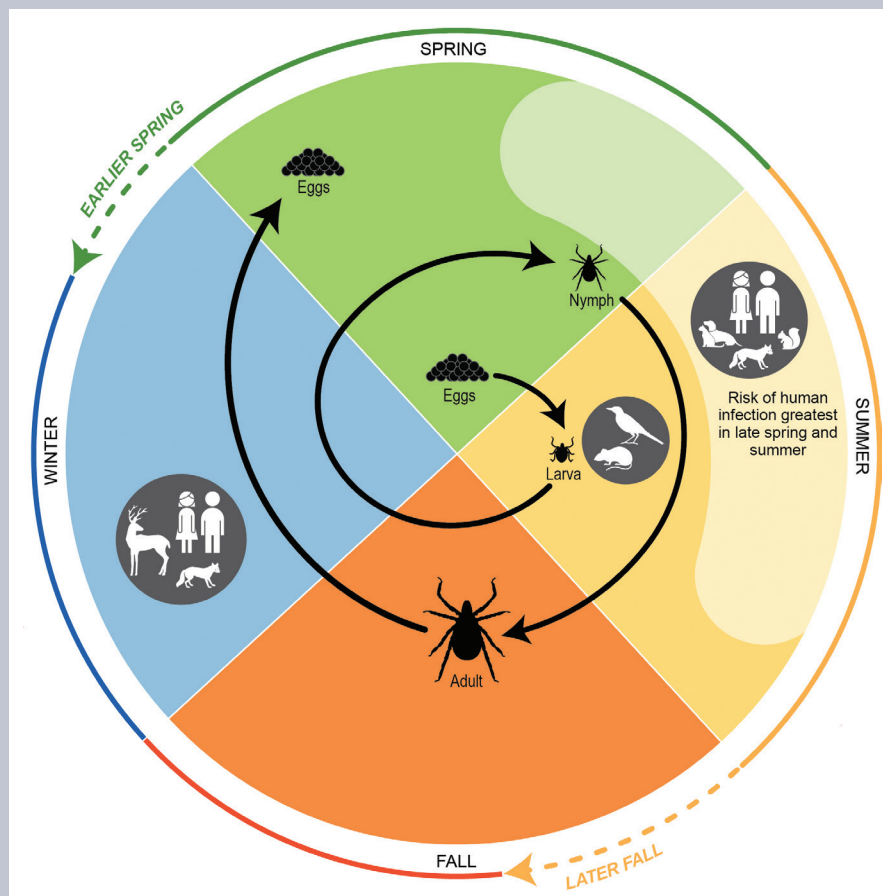 SPRING
EARLIER SPRING
Eggs
Nymph
Eggs
Larva
Risk of human
infection greatest
in late spring and
summer
SUMMER
WINTER
Adult
FALL
LATER FALL